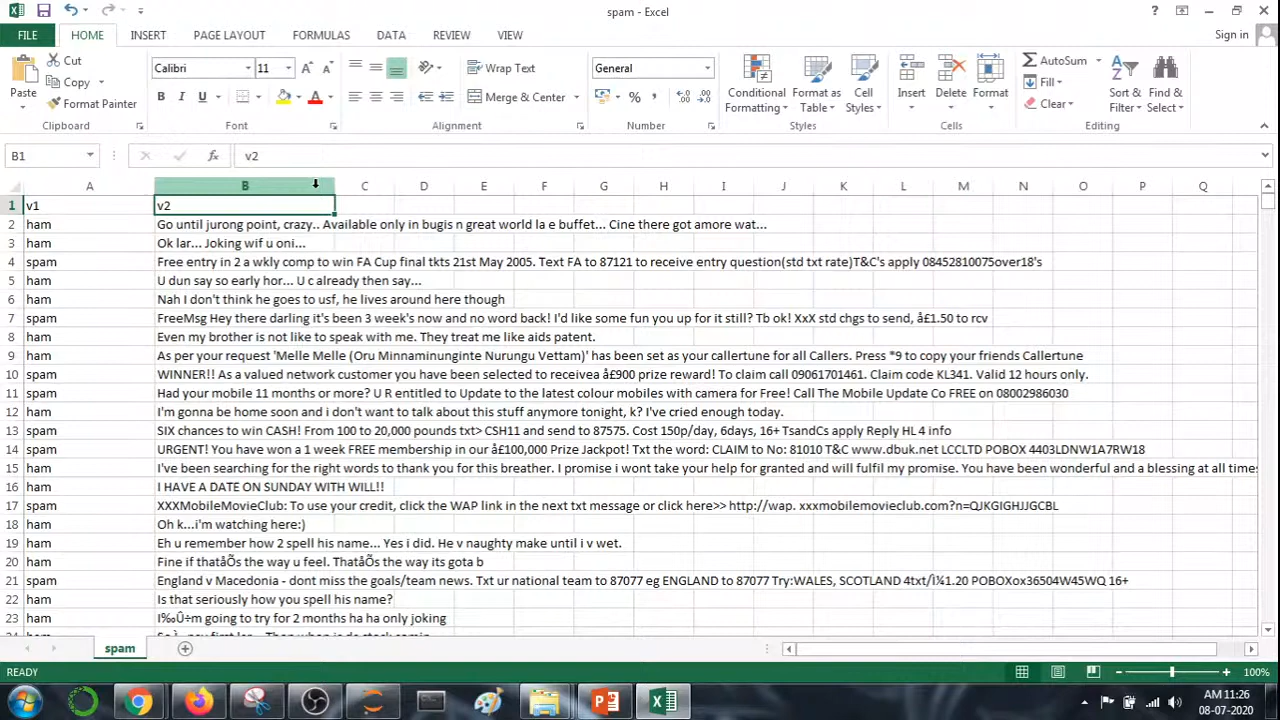 spam - Excel
?
FILE HOME INSERT PAGE LAYOUT FORMULAS DATA REVIEW VIEW Sign in
Cut
Copy
Format Painter
Paste
Clipboard
Calibri 11
B I U
Font
Wrap Text
Merge & Center
Alignment
General
% ,
Number
Conditional Formatting
Format as Table
Cell Styles
Styles
Insert Delete Format
Cells
AutoSum
Fill
Clear
Sort & Filter
Find & Select
Editing
B1 fx v2
A B C D E F G H I J K L M N O P Q
1 v1 v2
2 ham Go until jurong point, crazy.. Available only in bugis n great world la e buffet... Cine there got amore wat...
3 ham Ok lar... Joking wif u oni...
4 spam Free entry in 2 a wkly comp to win FA Cup final tkts 21st May 2005. Text FA to 87121 to receive entry question(std txt rate)T&C's apply 08452810075over18's
5 ham U dun say so early hor... U c already then say...
6 ham Nah I don't think he goes to usf, he lives around here though
7 spam FreeMsg Hey there darling it's been 3 week's now and no word back! I'd like some fun you up for it still? Tb ok! XxX std chgs to send, å£1.50 to rcv
8 ham Even my brother is not like to speak with me. They treat me like aids patent.
9 ham As per your request 'Melle Melle (Oru Minnaminunginte Nurungu Vettam)' has been set as your callertune for all Callers. Press *9 to copy your friends Callertune
10 spam WINNER!! As a valued network customer you have been selected to receivea å£900 prize reward! To claim call 09061701461. Claim code KL341. Valid 12 hours only.
11 spam Had your mobile 11 months or more? U R entitled to Update to the latest colour mobiles with camera for Free! Call The Mobile Update Co FREE on 08002986030
12 ham I'm gonna be home soon and i don't want to talk about this stuff anymore tonight, k? I've cried enough today.
13 spam SIX chances to win CASH! From 100 to 20,000 pounds txt> CSH11 and send to 87575. Cost 150p/day, 6days, 16+ TsandCs apply Reply HL 4 info
14 spam URGENT! You have won a 1 week FREE membership in our å£100,000 Prize Jackpot! Txt the word: CLAIM to No: 81010 T&C www.dbuk.net LCCLTD POBOX 4403LDNW1A7RW18
15 ham I've been searching for the right words to thank you for this breather. I promise i wont take your help for granted and will fulfil my promise. You have been wonderful and a blessing at all times
16 ham I HAVE A DATE ON SUNDAY WITH WILL!!
17 spam XXXMobileMovieClub: To use your credit, click the WAP link in the next txt message or click here>> http://wap. xxxmobilemovieclub.com?n=QJKGIGHJJGCBL
18 ham Oh k...i'm watching here:)
19 ham Eh u remember how 2 spell his name... Yes i did. He v naughty make until i v wet.
20 ham Fine if thatåÕs the way u feel. ThatåÕs the way its gota b
21 spam England v Macedonia - dont miss the goals/team news. Txt ur national team to 87077 eg ENGLAND to 87077 Try:WALES, SCOTLAND 4txt/Ì¼1.20 POBOXox36504W45WQ 16+
22 ham Is that seriously how you spell his name?
23 ham I‰Û÷m going to try for 2 months ha ha only joking
spam
READY 100%
AM 11:26
08-07-2020